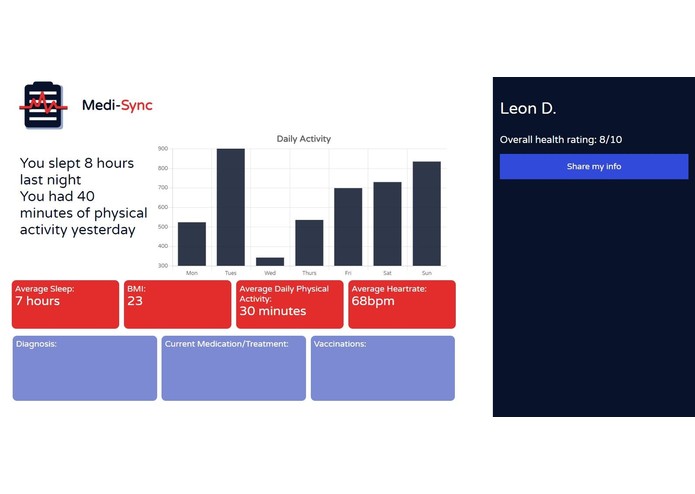 Medi-Sync
You slept 8 hours
last night
You had 40
minutes of physical
activity yesterday
Daily Activity
900
800
700
600
500
400
300
Mon
Tues
Wed
Thurs
Fri
Sat
Sun
Average Sleep:
7 hours
BMI:
23
Average Daily Physical
Activity:
30 minutes
Average Heartrate:
68bpm
Diagnosis:
Current Medication/Treatment:
Vaccinations:
Leon D.
Overall health rating: 8/10
Share my info